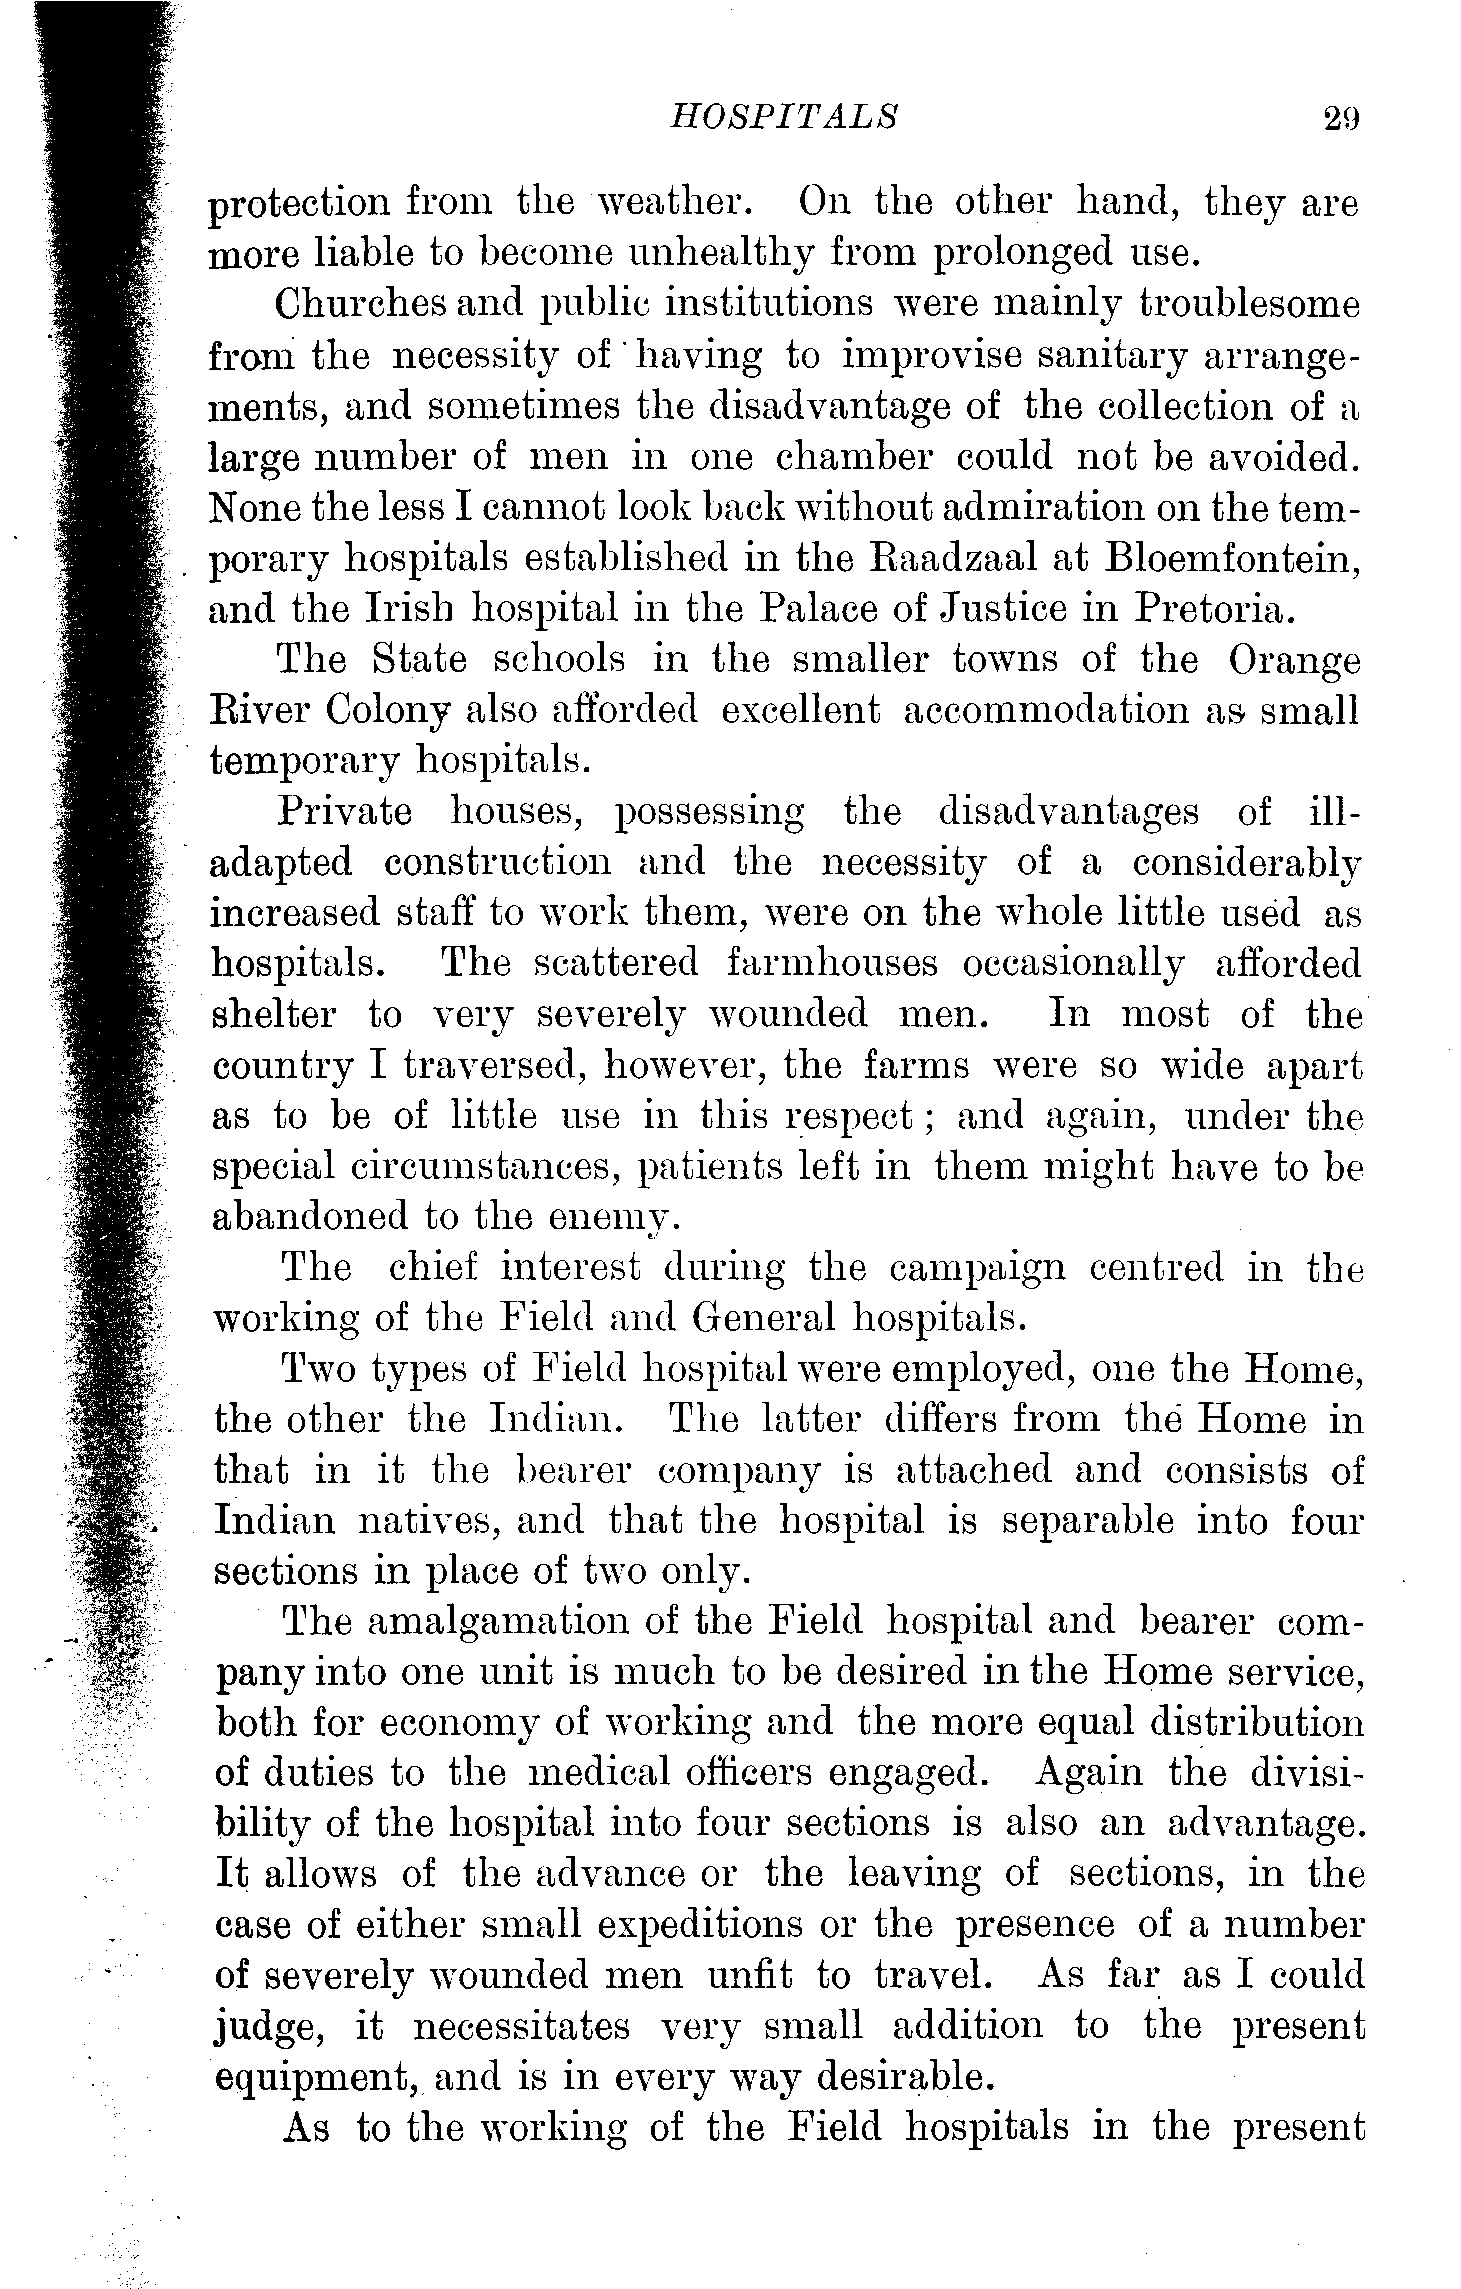 HOSPITALS 29
protection from the weather. On the other hand, they are
more liable to become unhealthy from prolonged use.
Churches and public institutions were mainly troublesome
from the necessity of having to improvise sanitary arrange-
ments, and sometimes the disadvantage of the collection of a
large number of men in one chamber could not be avoided.
None the less I cannot look back without admiration on the tem-
porary hospitals established in the Raadzaal at Bloemfontein,
and the Irish hospital in the Palace of Justice in Pretoria.
The State schools in the smaller towns of the Orange
River Colony also afforded excellent accommodation as small
temporary hospitals.
Private houses, possessing the disadvantages of ill-
adapted construction and the necessity of a considerably
increased staff to work them, were on the whole little used as
hospitals. The scattered farmhouses occasionally afforded
shelter to very severely wounded men. In most of the
country I traversed, however, the farms were so wide apart
as to be of little use in this respect; and again, under the
special circumstances, patients left in them might have to be
abandoned to the enemy.
The chief interest during the campaign centred in the
working of the Field and General hospitals.
Two types of Field hospital were employed, one the Home,
the other the Indian. The latter differs from the Home in
that in it the bearer company is attached and consists of
Indian natives, and that the hospital is separable into four
sections in place of two only.
The amalgamation of the Field hospital and bearer com-
pany into one unit is much to be desired in the Home service,
both for economy of working and the more equal distribution
of duties to the medical officers engaged. Again the divisi-
bility of the hospital into four sections is also an advantage.
It allows of the advance or the leaving of sections, in the
case of either small expeditions or the presence of a number
of severely wounded men unfit to travel. As far as I could
judge, it necessitates very small addition to the present
equipment, and is in every way desirable.
As to the working of the Field hospitals in the present